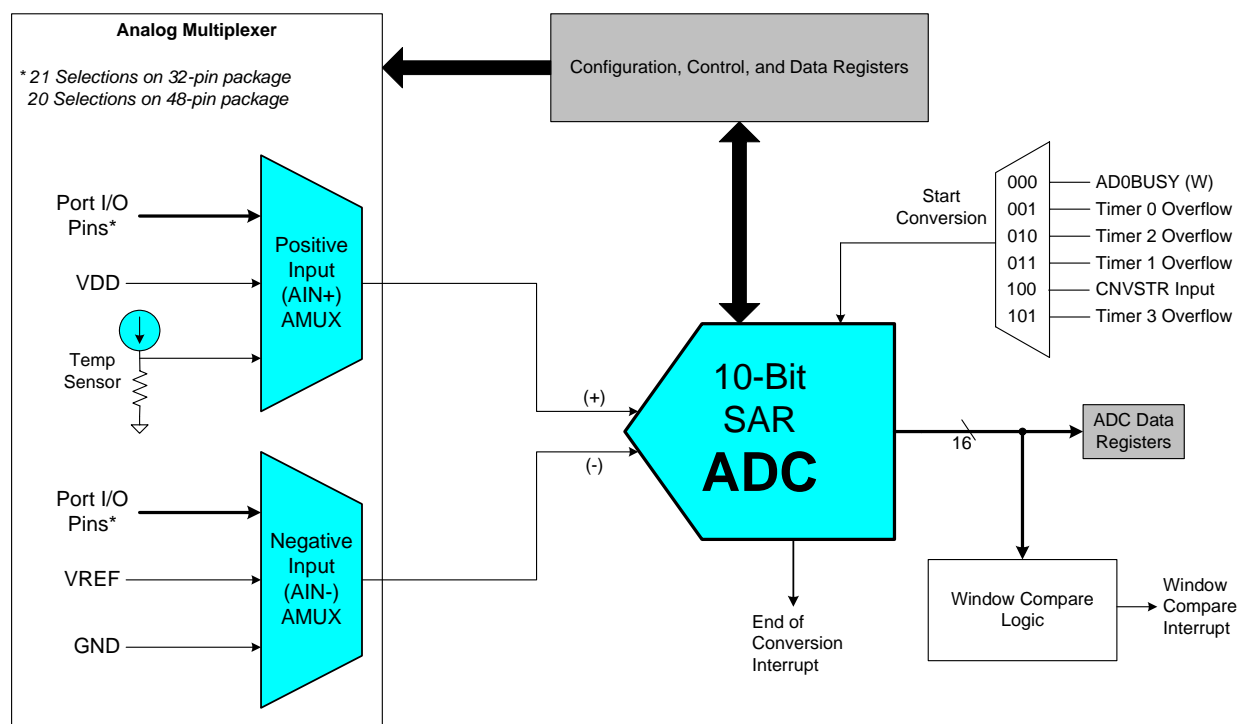 Analog Multiplexer
* 21 Selections on 32-pin package
20 Selections on 48-pin package
Configuration, Control, and Data Registers
Port I/O
Pins*
VDD
Temp
Sensor
Positive
Input
(AIN+)
AMUX
Port I/O
Pins*
VREF
GND
Negative
Input
(AIN-)
AMUX
(+)
(-)
10-Bit
SAR
ADC
Start
Conversion
000 AD0BUSY (W)
001 Timer 0 Overflow
010 Timer 2 Overflow
011 Timer 1 Overflow
100 CNVSTR Input
101 Timer 3 Overflow
16
ADC Data
Registers
End of
Conversion
Interrupt
Window Compare
Logic
Window
Compare
Interrupt